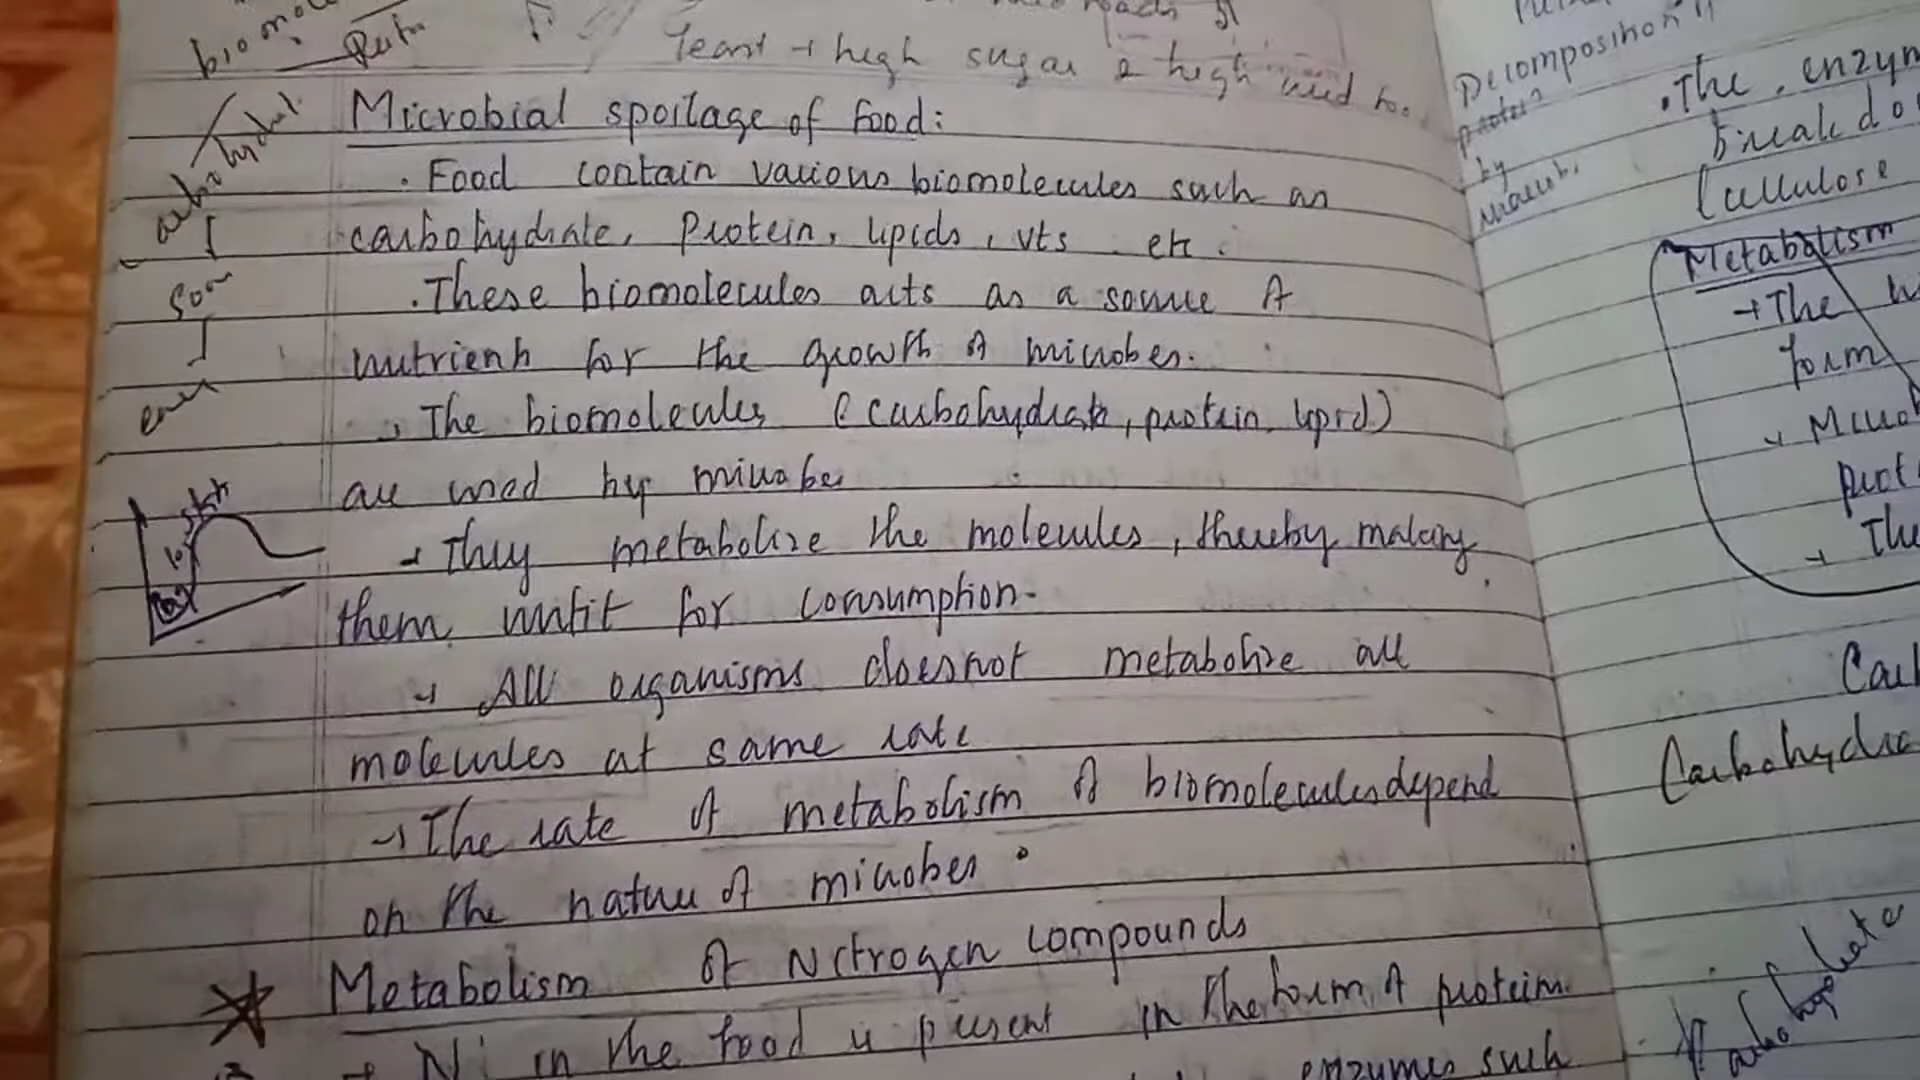 Yeast → high sugar & high acid
Microbial spoilage of food:
. Food contain various biomolecules such as
carbohydrate, Protein, lipids, vts etc.
. These biomolecules acts as a source of
nutrients for the growth of microbes.
. The biomolecules (carbohydrate, protein, lipid)
are used by microbes
→ They metabolize the molecules, thereby making
them unfit for consumption.
→ All organisms doesnot metabolize all
molecules at same rate
→ The rate of metabolism of biomolecules depend
on the nature of microbes
Metabolism of Nitrogen compounds
→ N in the food is present in the form of protein.
enzymes such
carbohydrat
Decomposition
by
. The enzym
break do
Cellulose
Metabolism
→ The
form
prot
→ The
Carbohydra